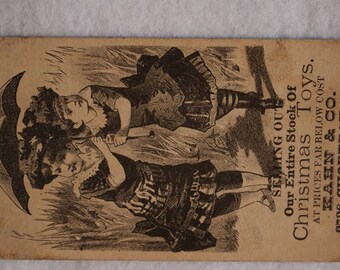 SELLING OUT
Our Entire Stock Of
Christmas Toys.
AT PRICES FAR BELOW COST
KAHN & CO.